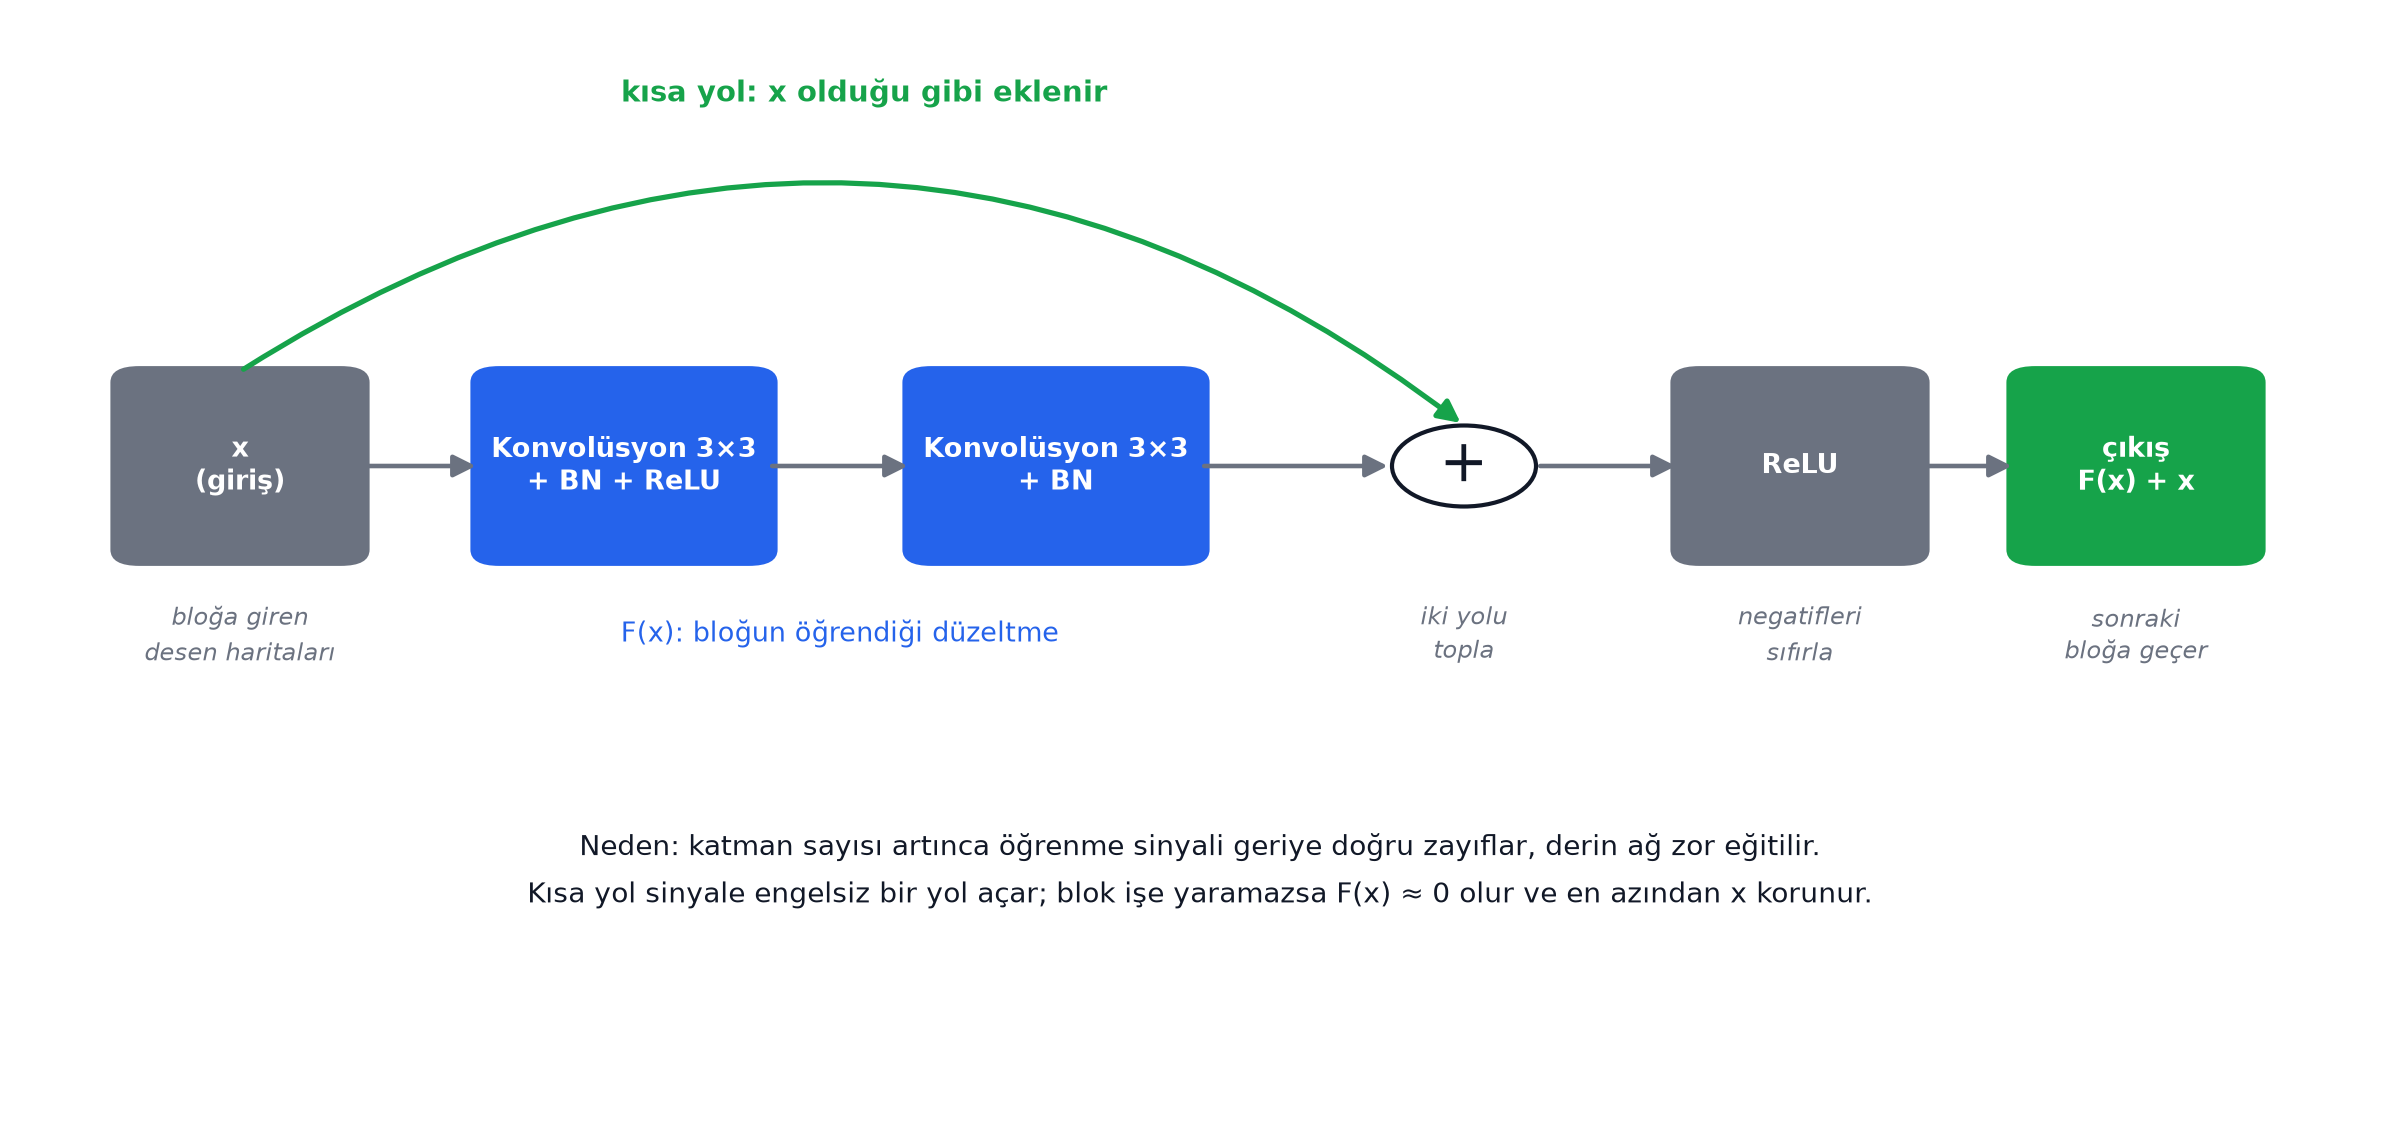 kısa yol: x olduğu gibi eklenir
x
(giriş)
Konvolüsyon 3×3
+ BN + ReLU
Konvolüsyon 3×3
+ BN
+
ReLU
çıkış
F(x) + x
bloğa giren
desen haritaları
F(x): bloğun öğrendiği düzeltme
iki yolu
topla
negatifleri
sıfırla
sonraki
bloğa geçer
Neden: katman sayısı artınca öğrenme sinyali geriye doğru zayıflar, derin ağ zor eğitilir.
Kısa yol sinyale engelsiz bir yol açar; blok işe yaramazsa F(x) ≈ 0 olur ve en azından x korunur.